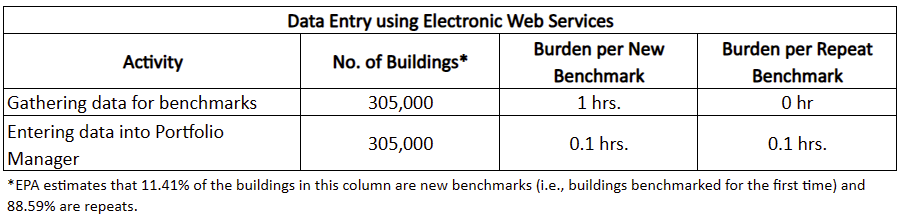 Data Entry using Electronic Web Services
Activity No. of Buildings* Burden per New Benchmark Burden per Repeat Benchmark
Gathering data for benchmarks 305,000 1 hrs. 0 hr
Entering data into Portfolio Manager 305,000 0.1 hrs. 0.1 hrs.
*EPA estimates that 11.41% of the buildings in this column are new benchmarks (i.e., buildings benchmarked for the first time) and
88.59% are repeats.